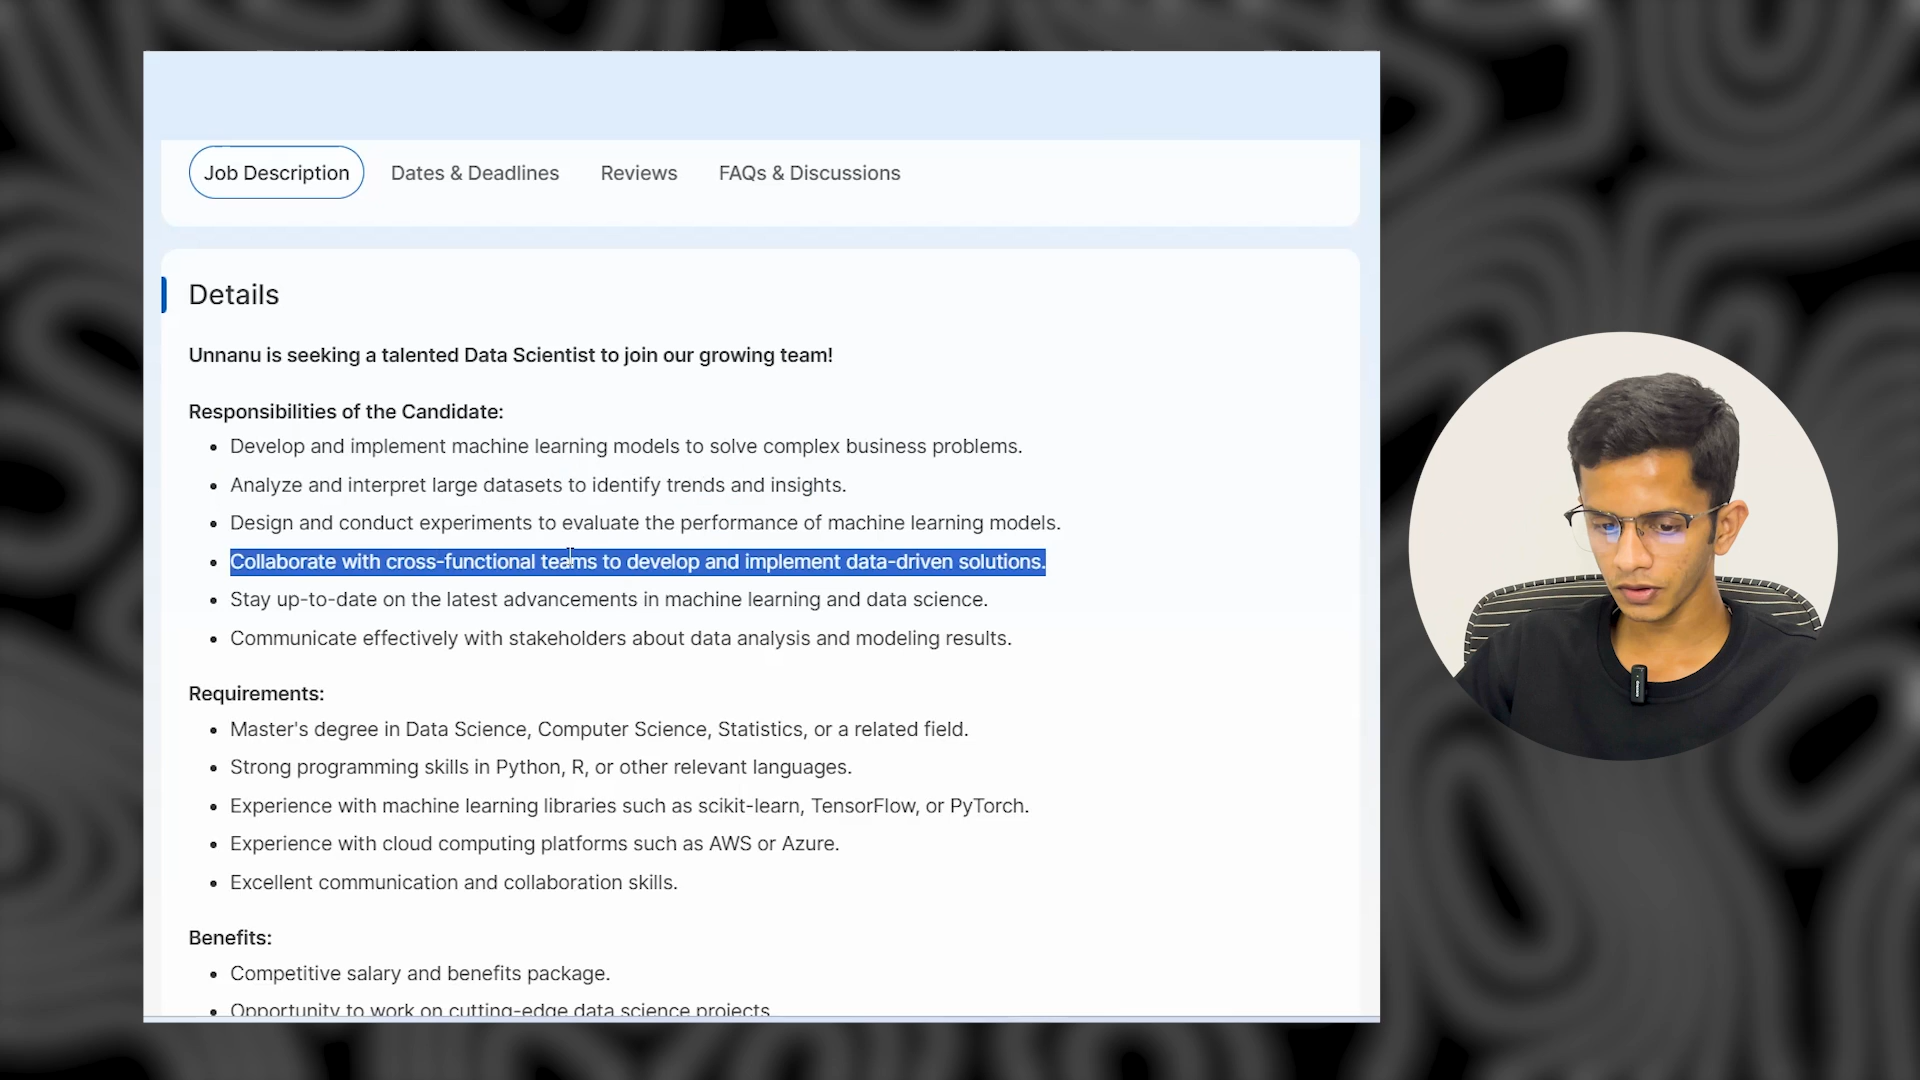 Job Description
Dates & Deadlines
Reviews
FAQs & Discussions
Details
Unnanu is seeking a talented Data Scientist to join our growing team!
Responsibilities of the Candidate:
• Develop and implement machine learning models to solve complex business problems.
• Analyze and interpret large datasets to identify trends and insights.
• Design and conduct experiments to evaluate the performance of machine learning models.
• Collaborate with cross-functional teams to develop and implement data-driven solutions.
• Stay up-to-date on the latest advancements in machine learning and data science.
• Communicate effectively with stakeholders about data analysis and modeling results.
Requirements:
• Master's degree in Data Science, Computer Science, Statistics, or a related field.
• Strong programming skills in Python, R, or other relevant languages.
• Experience with machine learning libraries such as scikit-learn, TensorFlow, or PyTorch.
• Experience with cloud computing platforms such as AWS or Azure.
• Excellent communication and collaboration skills.
Benefits:
• Competitive salary and benefits package.
• Opportunity to work on cutting-edge data science projects